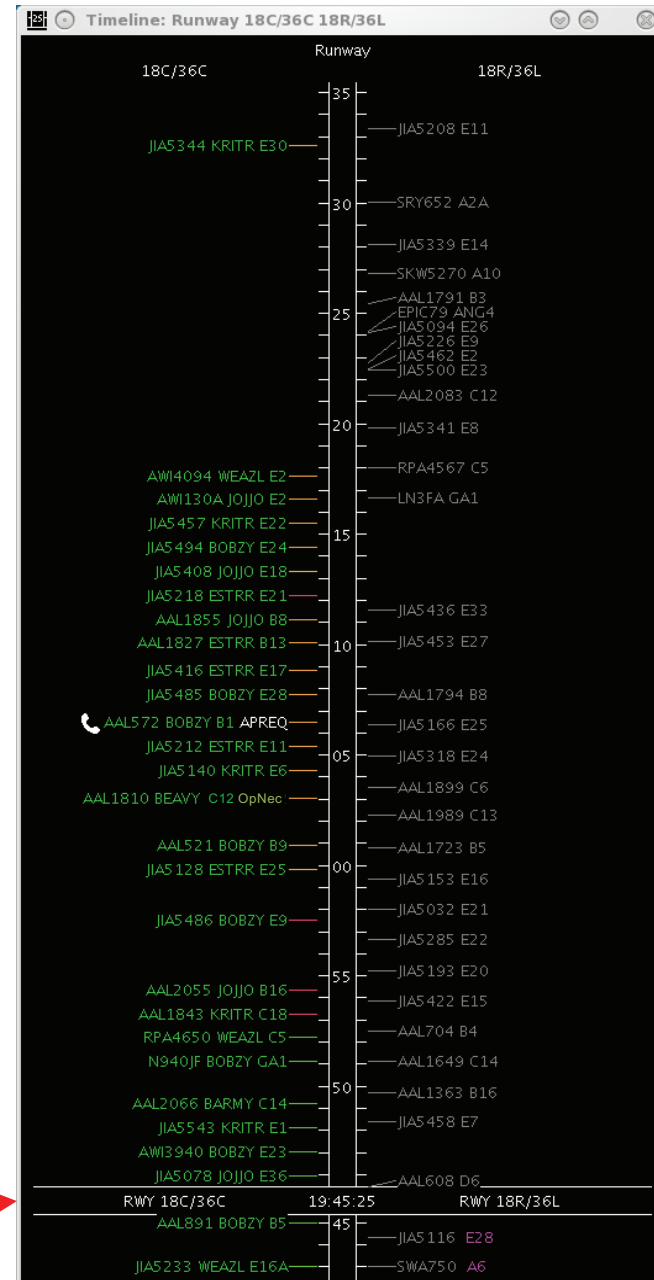 Timeline: Runway 18C/36C 18R/36L
Runway
18C/36C 18R/36L
35
JIA5208 E11
JIA5344 KRITR E30
30 SRY652 A2A
JIA5339 E14
SKW5270 A10
AAL1791 B3
25 EPIC79 ANG4
JIA5094 E26
JIA5226 E9
JIA5462 E2
JIA5500 E23
AAL2083 C12
20 JIA5341 E8
RPA4567 C5
AWI4094 WEAZL E2
AWI130A JOJJO E2 LN3FA GA1
JIA5457 KRITR E22
15
JIA5494 BOBZY E24
JIA5408 JOJJO E18
JIA5218 ESTRR E21
JIA5436 E33
AAL1855 JOJJO B8
AAL1827 ESTRR B13 10 JIA5453 E27
JIA5416 ESTRR E17
JIA5485 BOBZY E28 AAL1794 B8
AAL572 BOBZY B1 APREQ JIA5166 E25
JIA5212 ESTRR E11
05 JIA5318 E24
JIA5140 KRITR E6
AAL1899 C6
AAL1810 BEAVY C12 OpNec
AAL1989 C13
AAL521 BOBZY B9 AAL1723 B5
JIA5128 ESTRR E25 00
JIA5153 E16
JIA5486 BOBZY E9 JIA5032 E21
JIA5285 E22
55 JIA5193 E20
AAL2055 JOJJO B16
JIA5422 E15
AAL1843 KRITR C18
RPA4650 WEAZL C5 AAL704 B4
N940JF BOBZY GA1 AAL1649 C14
50 AAL1363 B16
AAL2066 BARMY C14
JIA5543 KRITR E1 JIA5458 E7
AWI3940 BOBZY E23
JIA5078 JOJJO E36 AAL608 D6
RWY 18C/36C 19:45:25 RWY 18R/36L
AAL891 BOBZY B5 45
JIA5116 E28
JIA5233 WEAZL E16A SWA750 A6